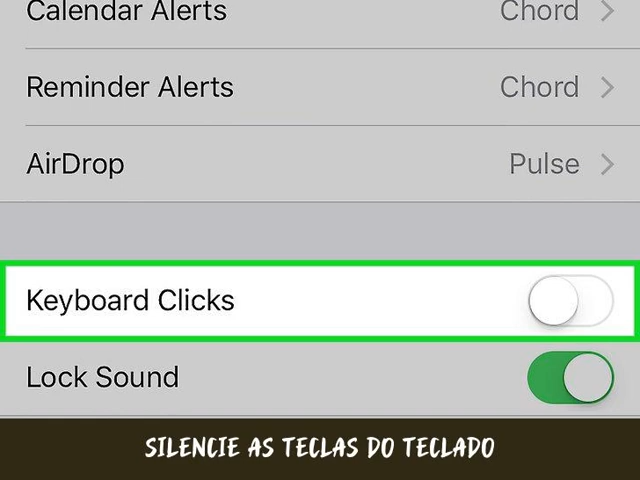 Calendar Alerts Chord
Reminder Alerts Chord
AirDrop Pulse
Keyboard Clicks
Lock Sound
SILENCIE AS TECLAS DO TECLADO